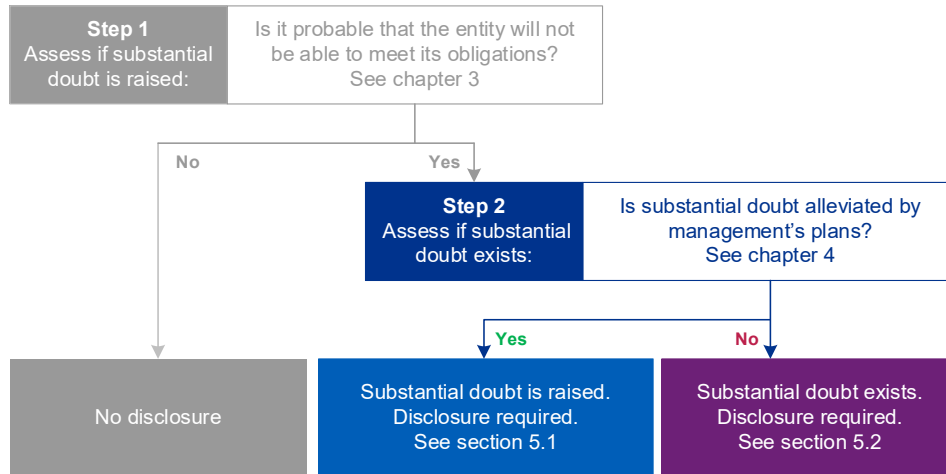 Step 1
Assess if substantial
doubt is raised:
Is it probable that the entity will not
be able to meet its obligations?
See chapter 3
No
Yes
Step 2
Assess if substantial
doubt exists:
Is substantial doubt alleviated by
management’s plans?
See chapter 4
Yes
No
No disclosure
Substantial doubt is raised.
Disclosure required.
See section 5.1
Substantial doubt exists.
Disclosure required.
See section 5.2